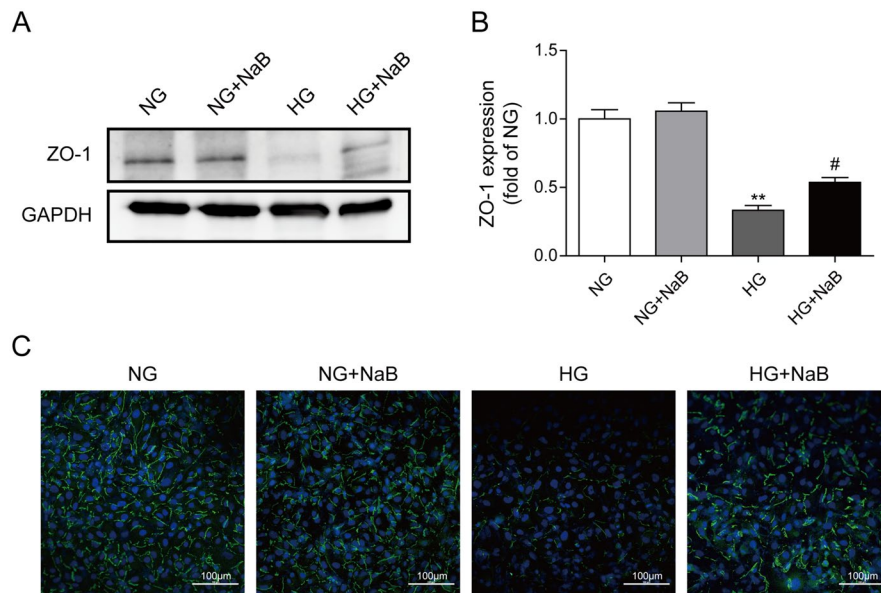 A
NG
NG+NaB
HG
HG+NaB
ZO-1
GAPDH
B
ZO-1 expression
(fold of NG)
1.5
1.0
0.5
0.0
**
#
NG
NG+NaB
HG
HG+NaB
C
NG
NG+NaB
HG
HG+NaB
100μm
100μm
100μm
100μm